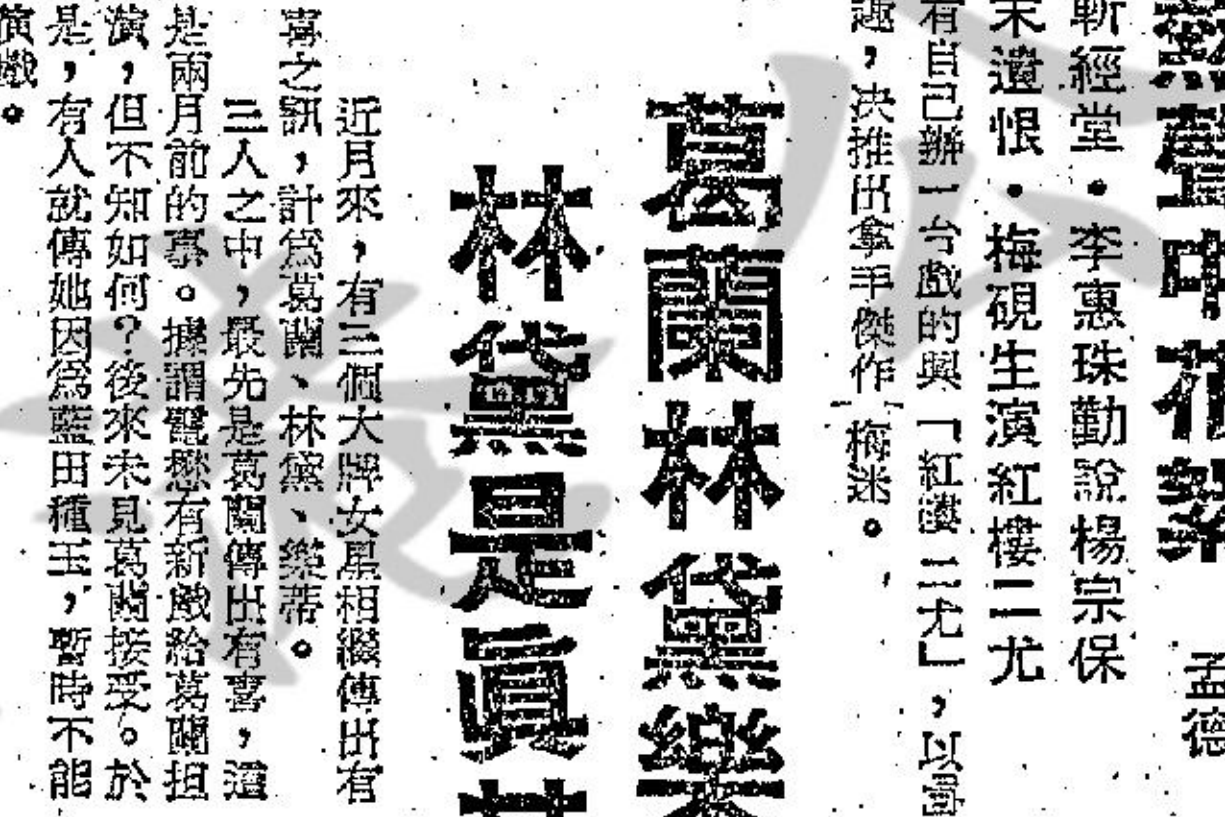 孟德
斬經堂・李惠珠勸說楊宗保
末遺恨・梅硯生演紅樓二尤
有自己辦一台戲的興「紅樓二尤」，以
趣，决推出拿手傑作「梅迷。
葛蘭林黛樂
林黛是眞
近月來，有三個大牌女星相繼傳出有
喜之訊，計爲葛蘭、林黛、樂蒂。
三人之中，最先是葛蘭傳出有喜，這
是兩月前的事。據謂電懋有新戲給葛蘭担
演，但不知如何？後來未見葛蘭接受。於
是，有人就傳她因爲藍田種玉，暫時不能
演戲。